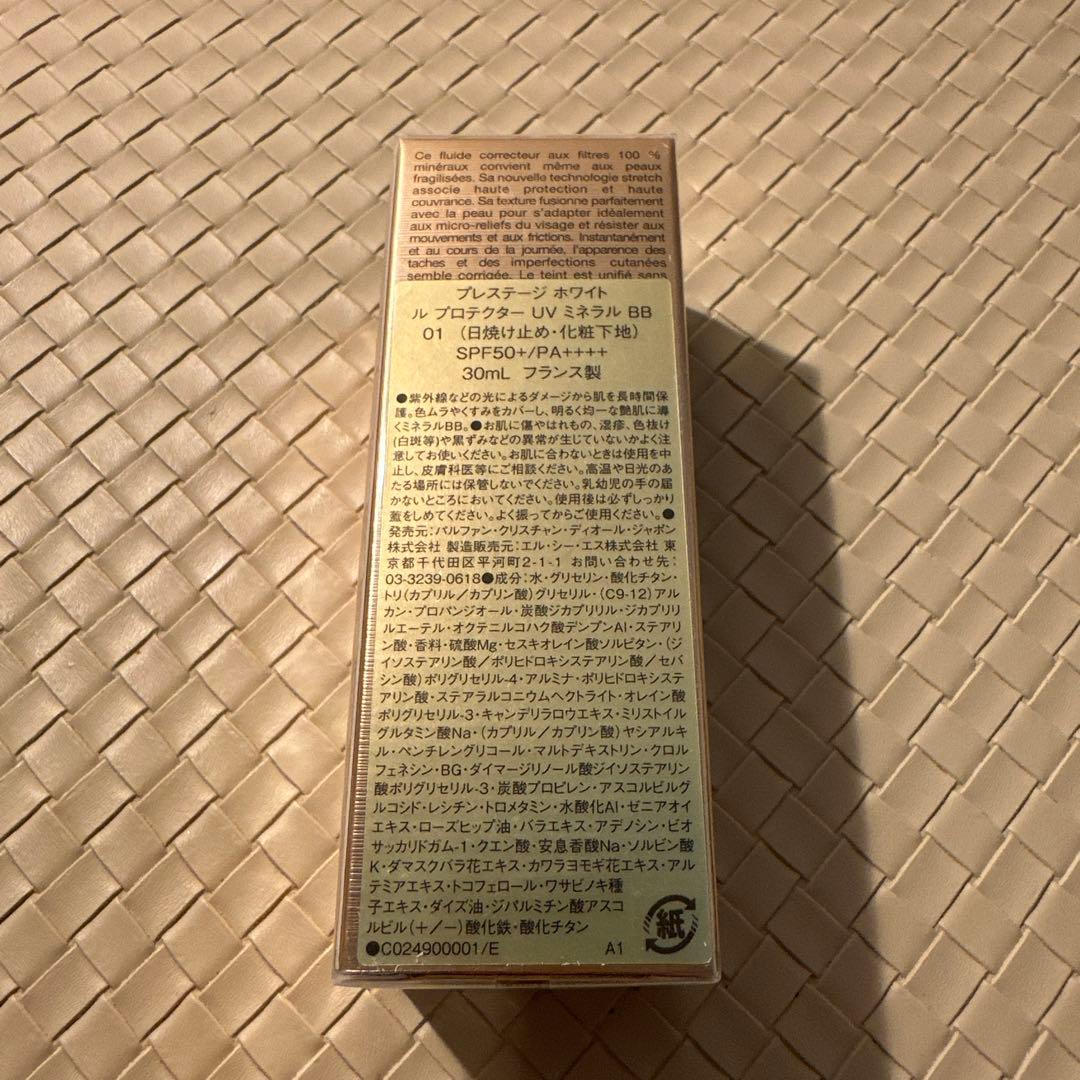 Ce fluide correcteur aux filtres 100 %
minéraux convient même aux peaux
fragilisées. Sa nouvelle technologie stretch
associe haute protection et haute
couvrance. Sa texture fusionne parfaitement
avec la peau pour s'adapter idéalement
aux micro-reliefs du visage et résister aux
mouvements et aux frictions. Instantanément
et au cours de la journée, l'apparence des
taches et des imperfections cutanées
semble corrigée. Le teint est unifié sans
プレステージ ホワイト
ル プロテクター UV ミネラル BB
01 (日焼け止め・化粧下地)
SPF50+/PA++++
30mL フランス製
●紫外線などの光によるダメージから肌を長時間保
護。色ムラやくすみをカバーし、明るく均一な艶肌に導
くミネラルBB。●お肌に傷やはれもの、湿疹、色抜け
(白斑等)や黒ずみなどの異常が生じていないかよく注
意してお使いください。お肌に合わないときは使用を中
止し、皮膚科医等にご相談ください。高温や日光のあ
たる場所には保管しないでください。乳幼児の手の届
かないところにおいてください。使用後は必ずしっかり
蓋をしめてください。よく振ってからご使用ください。●
発売元:パルファン・クリスチャン・ディオール・ジャポン
株式会社 製造販売元:エル・シー・エス株式会社 東
京都千代田区平河町2-1-1 お問い合わせ先:
03-3239-0618●成分:水・グリセリン・酸化チタン・
トリ(カプリル/カプリン酸)グリセリル・(C9-12)アル
カン・プロパンジオール・炭酸ジカプリリル・ジカプリリ
ルエーテル・オクテニルコハク酸デンプンAl・ステアリ
ン酸・香料・硫酸Mg・セスキオレイン酸ソルビタン・(ジ
イソステアリン酸/ポリヒドロキシステアリン酸/セバ
シン酸)ポリグリセリル-4・アルミナ・ポリヒドロキシステ
アリン酸・ステアラルコニウムヘクトライト・オレイン酸
ポリグリセリル-3・キャンデリラロウエキス・ミリストイル
グルタミン酸Na・(カプリル/カプリン酸)ヤシアルキ
ル・ペンチレングリコール・マルトデキストリン・クロル
フェネシン・BG・ダイマージリノール酸ジイソステアリン
酸ポリグリセリル-3・炭酸プロピレン・アスコルビルグ
ルコシド・レシチン・トロメタミン・水酸化Al・ゼニアオイ
エキス・ローズヒップ油・バラエキス・アデノシン・ビオ
サッカリドガム-1・クエン酸・安息香酸Na・ソルビン酸
K・ダマスクバラ花エキス・カワラヨモギ花エキス・アル
テミアエキス・トコフェロール・ワサビノキ種
子エキス・ダイズ油・ジパルミチン酸アスコ
ルビル(+/-)酸化鉄・酸化チタン
●C024900001/E A1
紙